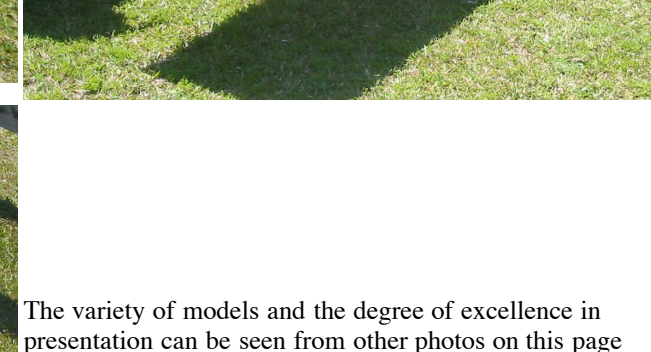 The variety of models and the degree of excellence in
presentation can be seen from other photos on this page